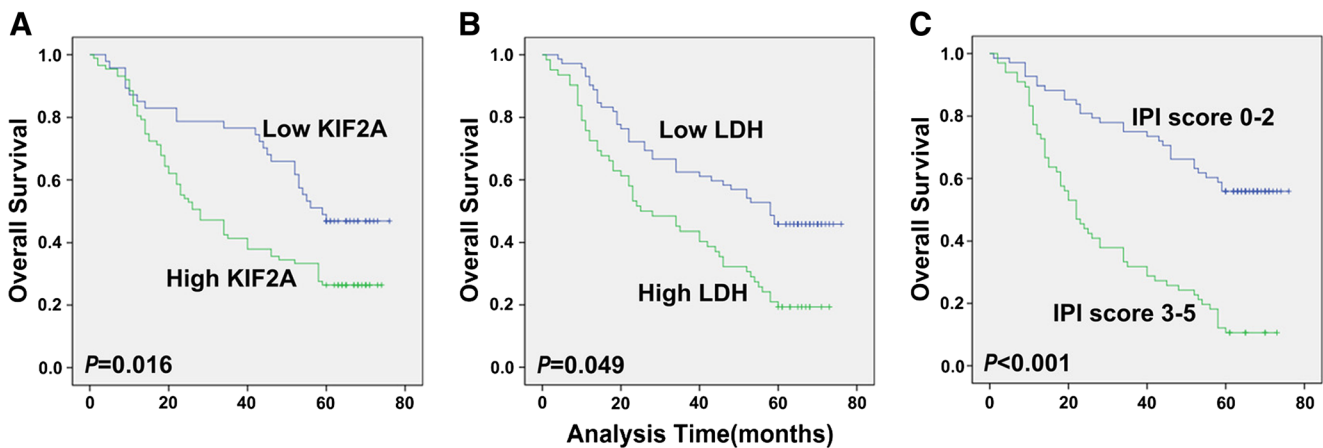 A
B
C
Overall Survival
1.0
0.8
0.6
0.4
0.2
0.0
Low KIF2A
High KIF2A
P=0.016
0 20 40 60 80
Overall Survival
1.0
0.8
0.6
0.4
0.2
0.0
Low LDH
High LDH
P=0.049
0 20 40 60 80
Overall Survival
1.0
0.8
0.6
0.4
0.2
0.0
IPI score 0-2
IPI score 3-5
P<0.001
0 20 40 60 80
Analysis Time(months)